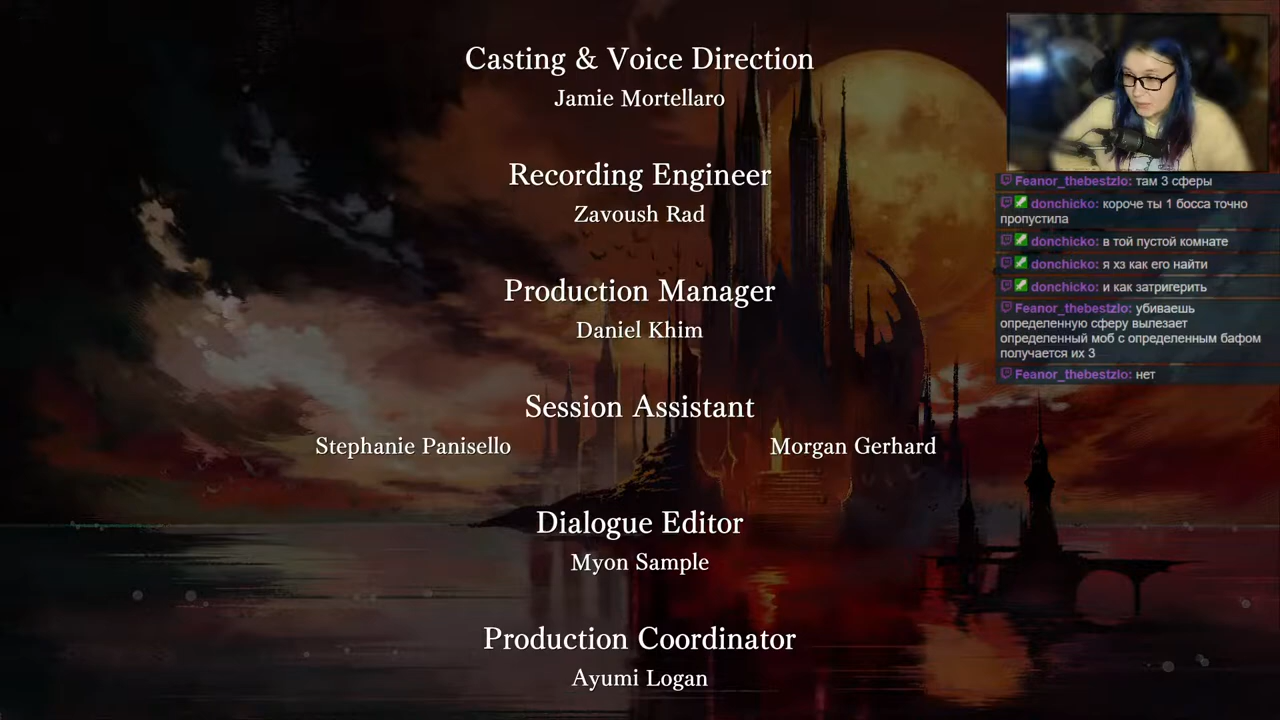 Casting & Voice Direction
Jamie Mortellaro
Recording Engineer
Zavoush Rad
Production Manager
Daniel Khim
Session Assistant
Stephanie Panisello
Morgan Gerhard
Dialogue Editor
Myon Sample
Production Coordinator
Ayumi Logan
Feanor_thebestzlo: там 3 сферы
donchicko: короче ты 1 босса точно
пропустила
donchicko: в той пустой комнате
donchicko: я хз как его найти
donchicko: и как затригерить
Feanor_thebestzlo: убиваешь
определенную сферу вылезает
определенный моб с определенным бафом
получается их 3
Feanor_thebestzlo: нет